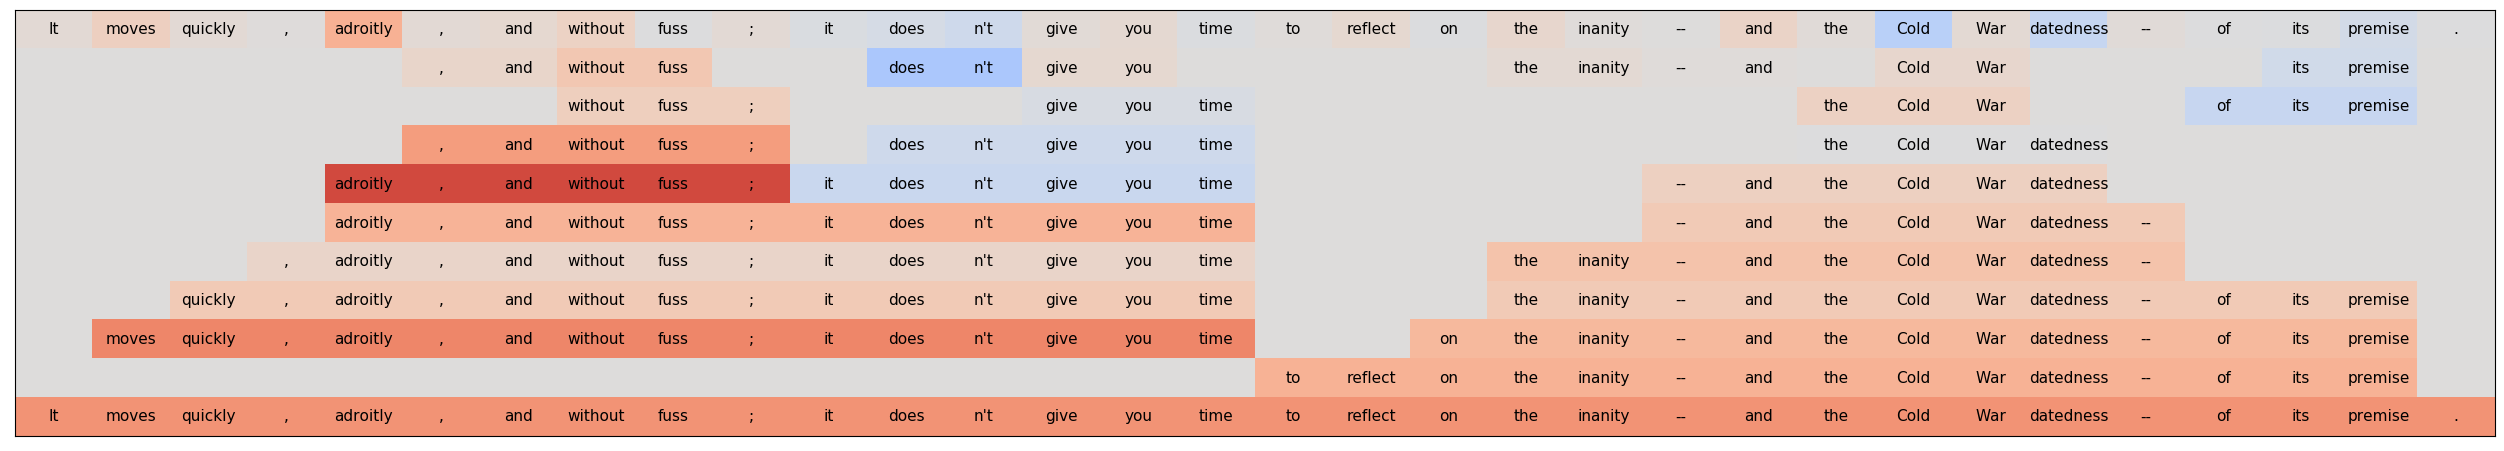 It moves quickly , adroitly , and without fuss ; it does n't give you time to reflect on the inanity -- and the Cold War datedness -- of its premise .
, and without fuss does n't give you the inanity -- and Cold War its premise
without fuss ; give you time the Cold War of its premise
, and without fuss ; does n't give you time the Cold War datedness
adroitly , and without fuss ; it does n't give you time -- and the Cold War datedness
adroitly , and without fuss ; it does n't give you time -- and the Cold War datedness --
, adroitly , and without fuss ; it does n't give you time the inanity -- and the Cold War datedness --
quickly , adroitly , and without fuss ; it does n't give you time the inanity -- and the Cold War datedness -- of its premise
moves quickly , adroitly , and without fuss ; it does n't give you time on the inanity -- and the Cold War datedness -- of its premise
to reflect on the inanity -- and the Cold War datedness -- of its premise
It moves quickly , adroitly , and without fuss ; it does n't give you time to reflect on the inanity -- and the Cold War datedness -- of its premise .